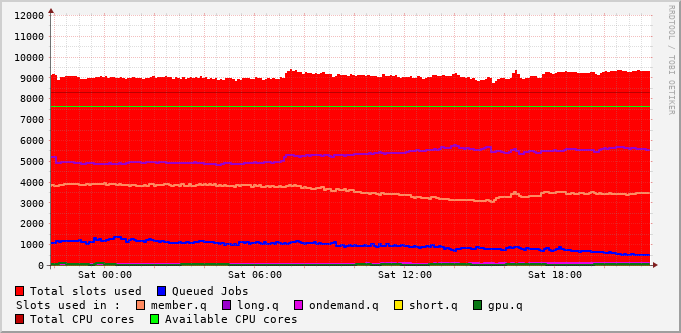 RRDTOOL / TOBI OETIKER
12000
11000
10000
9000
8000
7000
6000
5000
4000
3000
2000
1000
0
Sat 00:00 Sat 06:00 Sat 12:00 Sat 18:00
Total slots used Queued Jobs
Slots used in : member.q long.q ondemand.q short.q gpu.q
Total CPU cores Available CPU cores